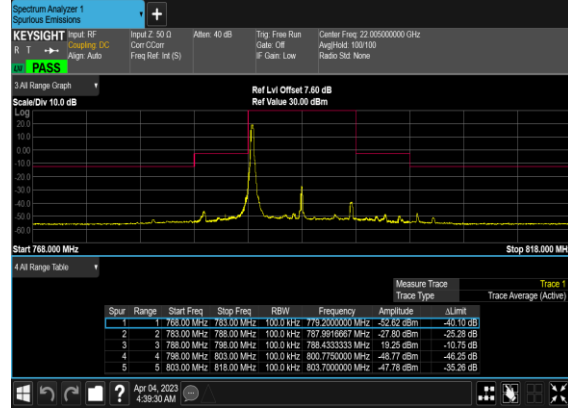 Spectrum Analyzer 1
Spurious Emissions
+
KEYSIGHT Input: RF Input Z: 50 Ω Atten: 40 dB Trig: Free Run Center Freq: 22.005000000 GHz
R T Coupling: DC Corr CCorr Gate: Off Avg|Hold: 100/100
Align: Auto Freq Ref: Int (S) IF Gain: Low Radio Std: None
PASS
3 All Range Graph
Ref Lvl Offset 7.60 dB
Scale/Div 10.0 dB Ref Value 30.00 dBm
Log
20.0
10.0
0.00
-10.0
-20.0
-30.0
-40.0
-50.0
-60.0
Start 768.000 MHz Stop 818.000 MH
4 All Range Table
Measure Trace Trace 1
Trace Type Trace Average (Active)
Spur Range Start Freq Stop Freq RBW Frequency Amplitude ΔLimit
1 1 768.00 MHz 783.00 MHz 100.0 kHz 779.2000000 MHz -52.62 dBm -40.10 dB
2 2 783.00 MHz 788.00 MHz 100.0 kHz 787.9916667 MHz -27.80 dBm -25.28 dB
3 3 788.00 MHz 798.00 MHz 100.0 kHz 788.4333333 MHz 19.25 dBm -10.75 dB
4 4 798.00 MHz 803.00 MHz 100.0 kHz 800.7750000 MHz -48.77 dBm -46.25 dB
5 5 803.00 MHz 818.00 MHz 100.0 kHz 803.7000000 MHz -47.78 dBm -35.26 dB
? Apr 04, 2023
4:39:30 AM